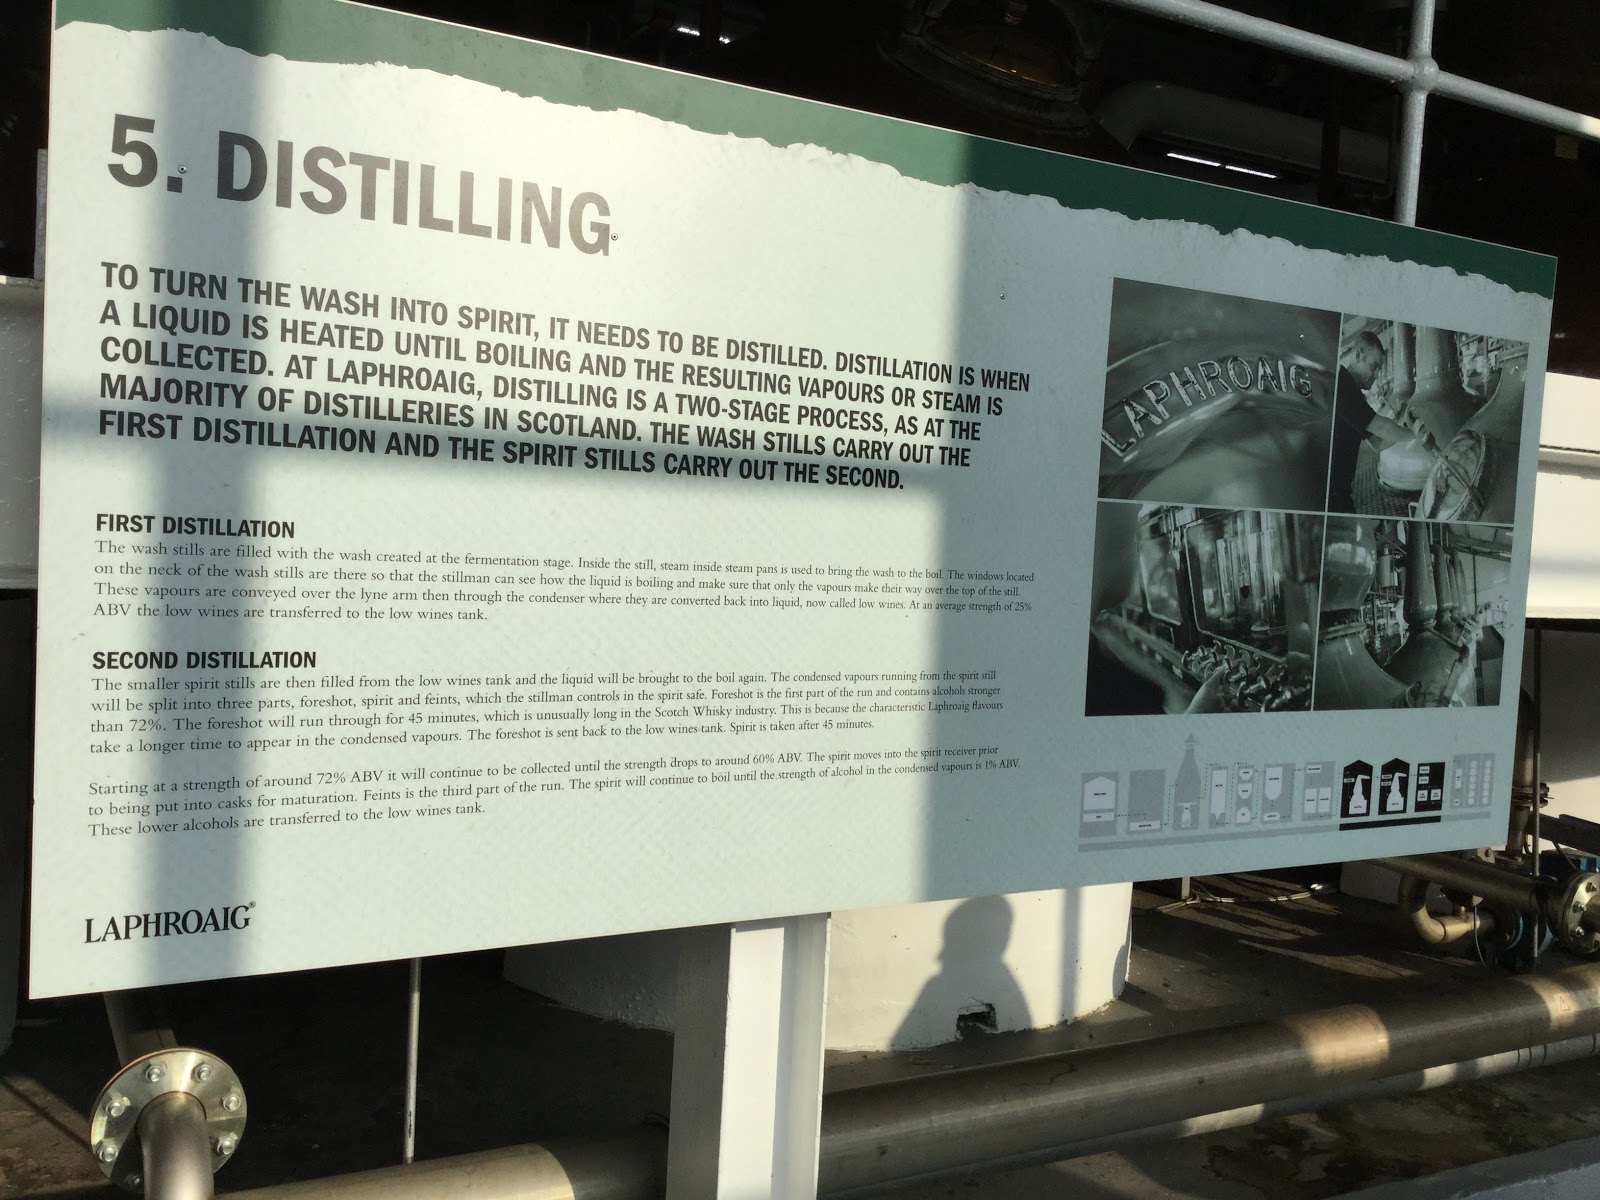 5. DISTILLING
TO TURN THE WASH INTO SPIRIT, IT NEEDS TO BE DISTILLED. DISTILLATION IS WHEN
A LIQUID IS HEATED UNTIL BOILING AND THE RESULTING VAPOURS OR STEAM IS
COLLECTED. AT LAPHROAIG, DISTILLING IS A TWO-STAGE PROCESS, AS AT THE
MAJORITY OF DISTILLERIES IN SCOTLAND. THE WASH STILLS CARRY OUT THE
FIRST DISTILLATION AND THE SPIRIT STILLS CARRY OUT THE SECOND.
FIRST DISTILLATION
The wash stills are filled with the wash created at the fermentation stage. Inside the still, steam inside steam pans is used to bring the wash to the boil. The windows located
on the neck of the wash stills are there so that the stillman can see how the liquid is boiling and make sure that only the vapours make their way over the top of the still.
These vapours are conveyed over the lyne arm then through the condenser where they are converted back into liquid, now called low wines. At an average strength of 25%
ABV the low wines are transferred to the low wines tank.
SECOND DISTILLATION
The smaller spirit stills are then filled from the low wines tank and the liquid will be brought to the boil again. The condensed vapours running from the spirit still
will be split into three parts, foreshot, spirit and feints, which the stillman controls in the spirit safe. Foreshot is the first part of the run and contains alcohols stronger
than 72%. The foreshot will run through for 45 minutes, which is unusually long in the Scotch Whisky industry. This is because the characteristic Laphroaig flavours
take a longer time to appear in the condensed vapours. The foreshot is sent back to the low wines tank. Spirit is taken after 45 minutes.
Starting at a strength of around 72% ABV it will continue to be collected until the strength drops to around 60% ABV. The spirit moves into the spirit receiver prior
to being put into casks for maturation. Feints is the third part of the run. The spirit will continue to boil until the strength of alcohol in the condensed vapours is 1% ABV.
These lower alcohols are transferred to the low wines tank.
LAPHROAIG®
LAPHROAIG